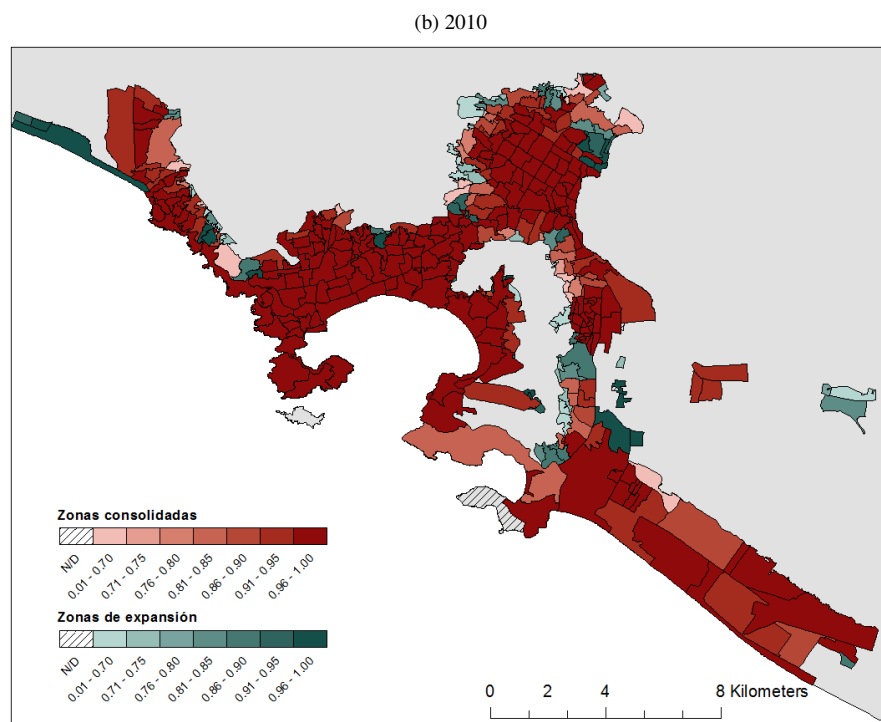 (b) 2010
Zonas consolidadas
N/D
0.01 - 0.70
0.71 - 0.75
0.76 - 0.80
0.81 - 0.85
0.86 - 0.90
0.91 - 0.95
0.96 - 1.00
Zonas de expansión
N/D
0.01 - 0.70
0.71 - 0.75
0.76 - 0.80
0.81 - 0.85
0.86 - 0.90
0.91 - 0.95
0.96 - 1.00
0 2 4 8 Kilometers